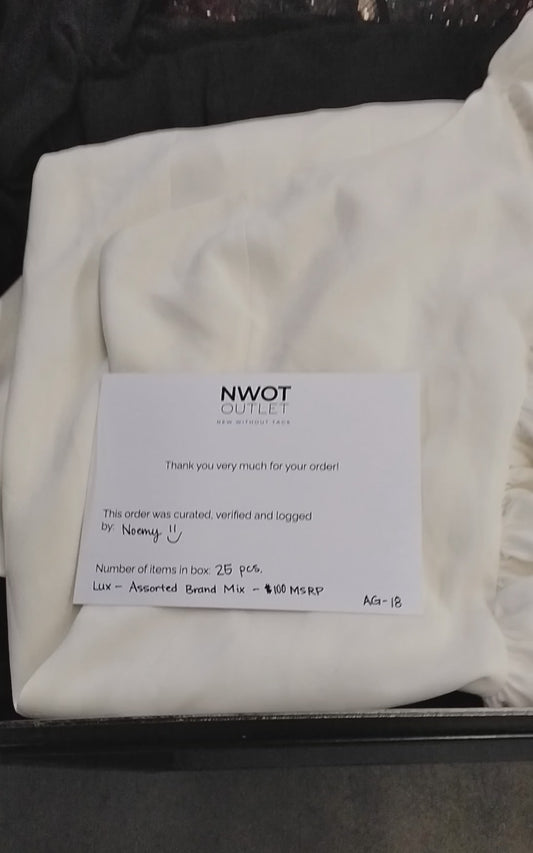 NWOT
OUTLET
NEW WITHOUT TAGS
Thank you very much for your order!
This order was curated, verified and logged
by: Noemy
Number of items in box: 25 pcs.
Lux - Assorted Brand Mix - $100 MSRP
AG-18